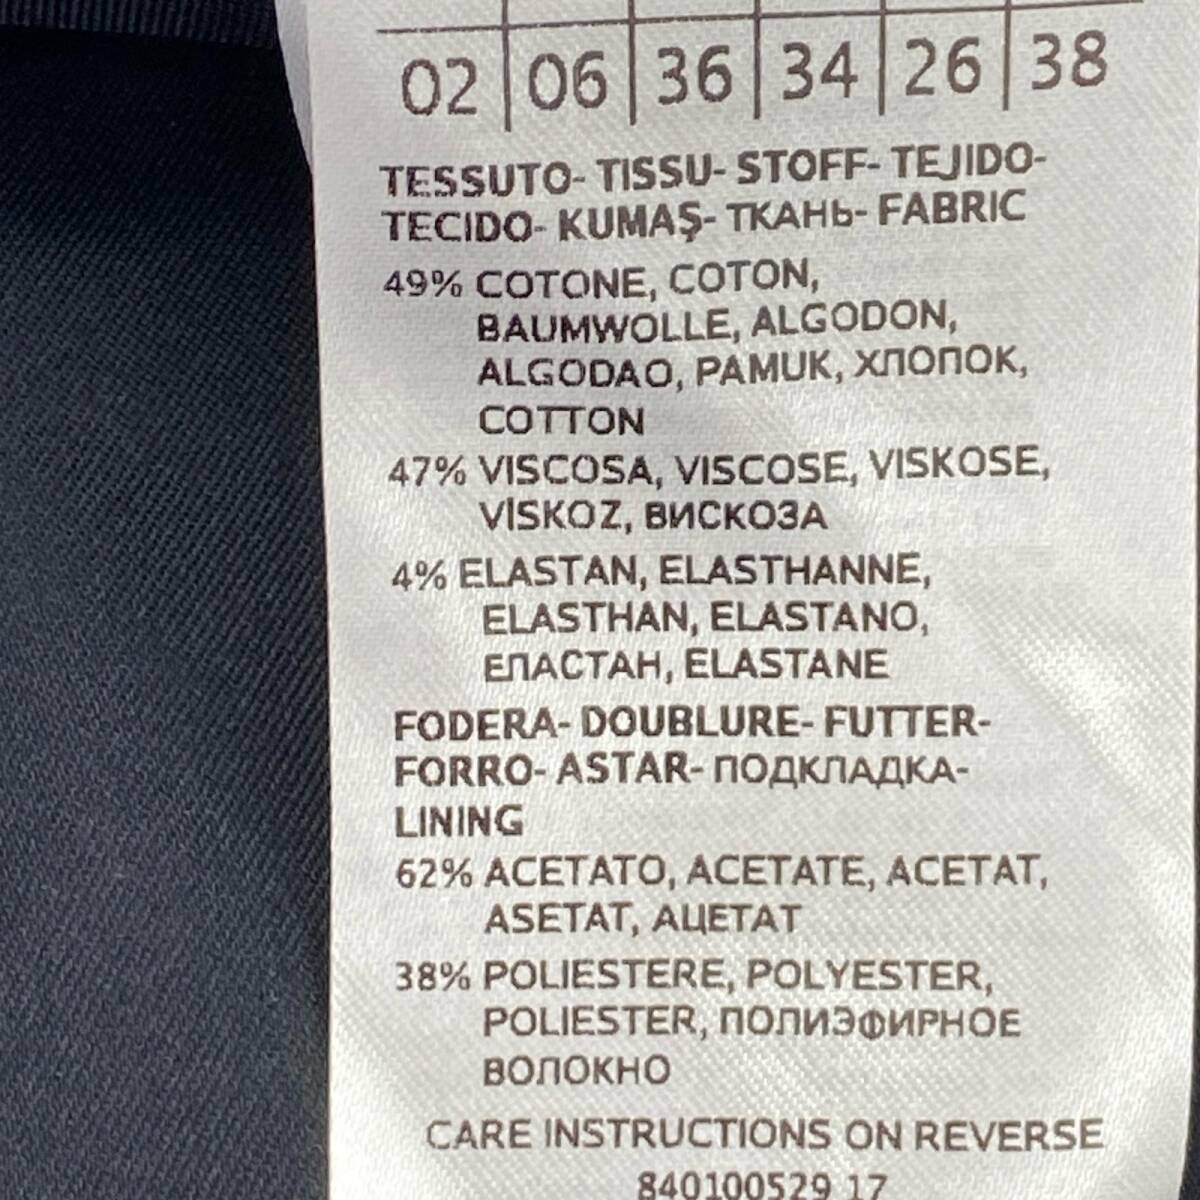 02 06 36 34 26 38
TESSUTO- TISSU- STOFF- TEJIDO-
TECIDO- KUMAŞ- ТКАНЬ- FABRIC
49% COTONE, COTON,
BAUMWOLLE, ALGODON,
ALGODAO, PAMUK, ХЛОПОК,
COTTON
47% VISCOSA, VISCOSE, VISKOSE,
VİSKOZ, ВИСКОЗА
4% ELASTAN, ELASTHANNE,
ELASTHAN, ELASTANO,
ЕЛАСТАН, ELASTANE
FODERA- DOUBLURE- FUTTER-
FORRO- ASTAR- ПОДКЛАДКА-
LINING
62% ACETATO, ACETATE, ACETAT,
ASETAT, АЦЕТАТ
38% POLIESTERE, POLYESTER,
POLIESTER, ПОЛИЭФИРНОЕ
ВОЛОКНО
CARE INSTRUCTIONS ON REVERSE
840100529 17